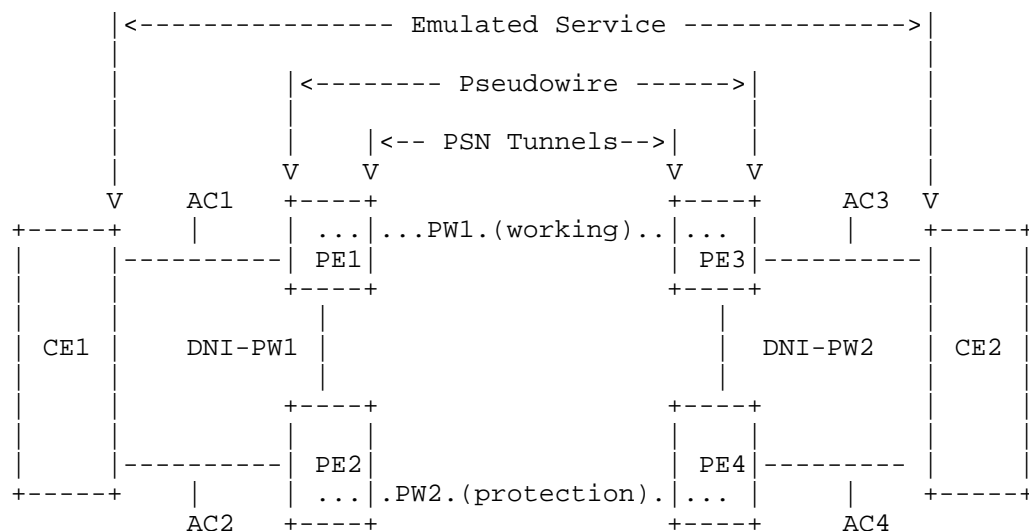 |<---------------- Emulated Service -------------->|
|<-------- Pseudowire ------>|
|<-- PSN Tunnels-->|
V V V V
V AC1 +----+ +----+ AC3 V
+-----+ | | ...|...PW1.(working)..|... | | +-----+
| |----------| PE1| | PE3|----------| |
+----+ +----+
| CE1 | DNI-PW1 | | DNI-PW2 | CE2 |
+----+ +----+
| |----------| PE2| | PE4|--------- | |
+-----+ | | ...|.PW2.(protection).|... | | +-----+
AC2 +----+ +----+ AC4